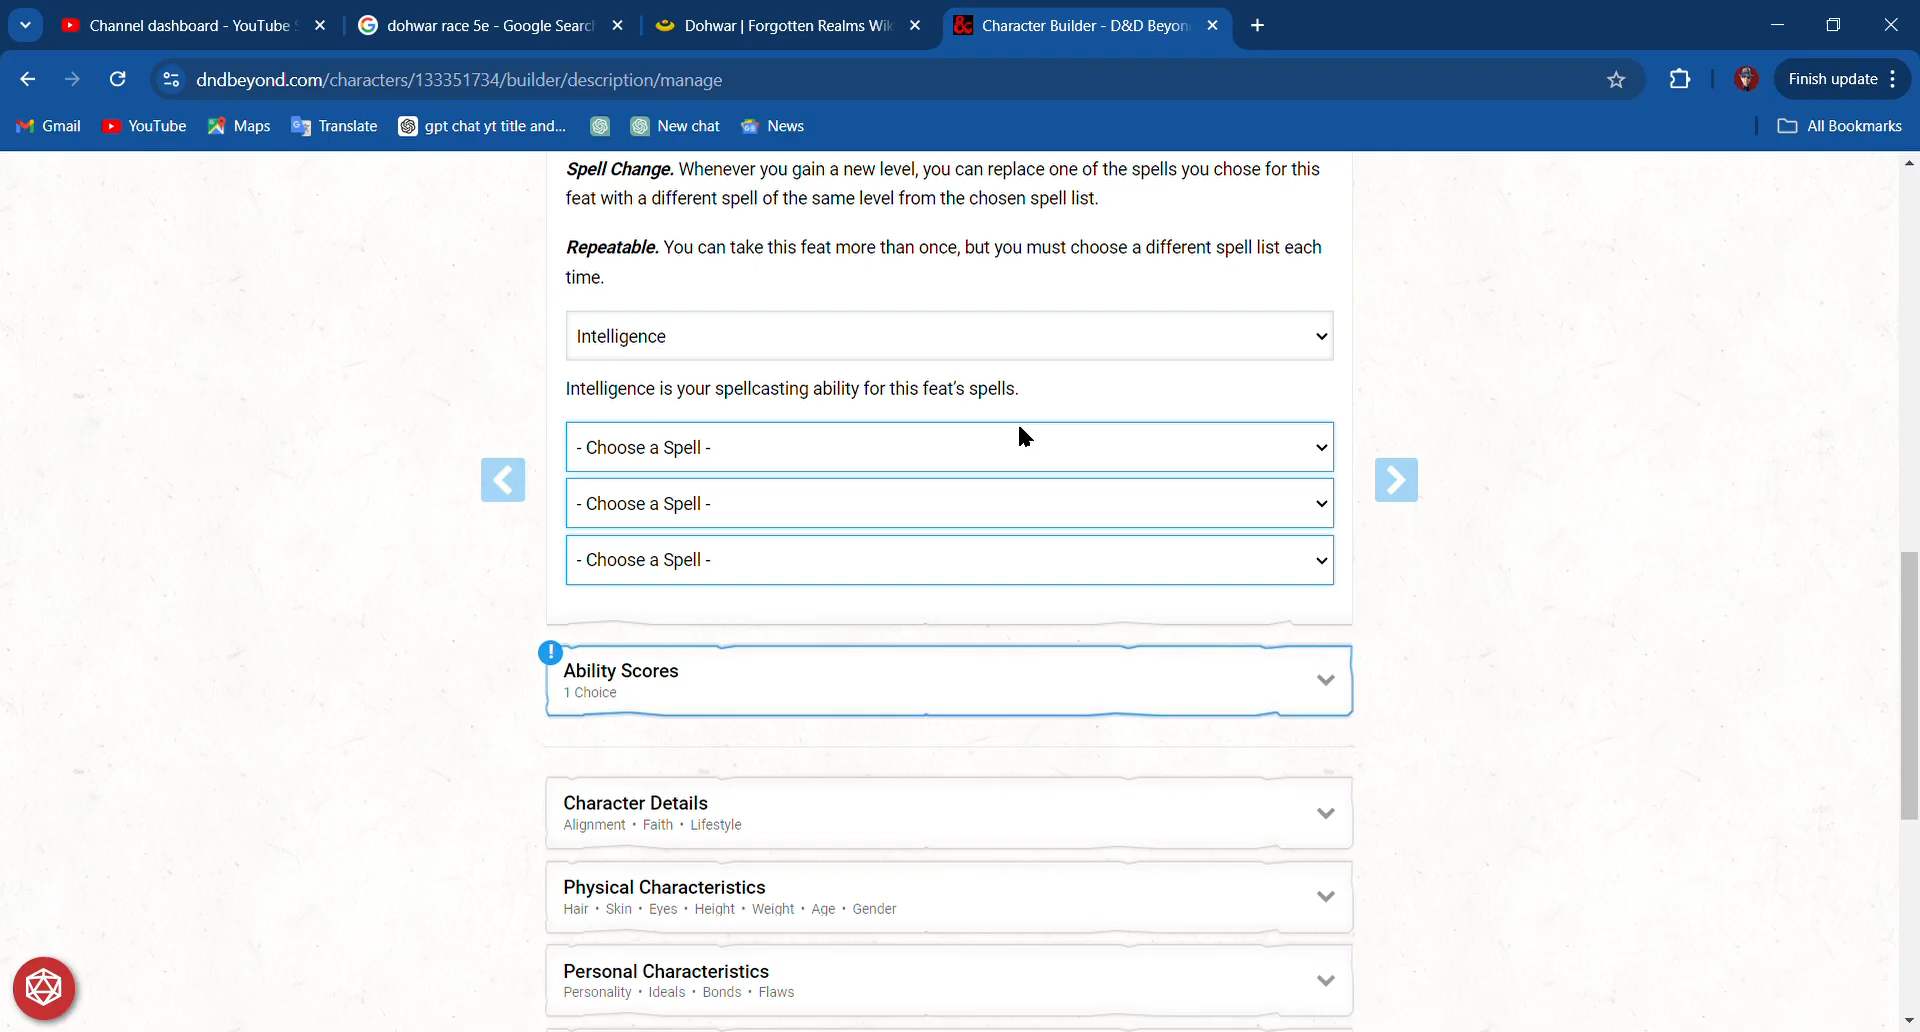 Channel dashboard - YouTube S
dohwar race 5e - Google Search
Dohwar | Forgotten Realms Wik
Character Builder - D&D Beyon
dndbeyond.com/characters/133351734/builder/description/manage
Finish update
Gmail
YouTube
Maps
Translate
gpt chat yt title and...
New chat
News
All Bookmarks
Spell Change. Whenever you gain a new level, you can replace one of the spells you chose for this
feat with a different spell of the same level from the chosen spell list.
Repeatable. You can take this feat more than once, but you must choose a different spell list each
time.
Intelligence
Intelligence is your spellcasting ability for this feat's spells.
- Choose a Spell -
- Choose a Spell -
- Choose a Spell -
!
Ability Scores
1 Choice
Character Details
Alignment • Faith • Lifestyle
Physical Characteristics
Hair • Skin • Eyes • Height • Weight • Age • Gender
Personal Characteristics
Personality • Ideals • Bonds • Flaws